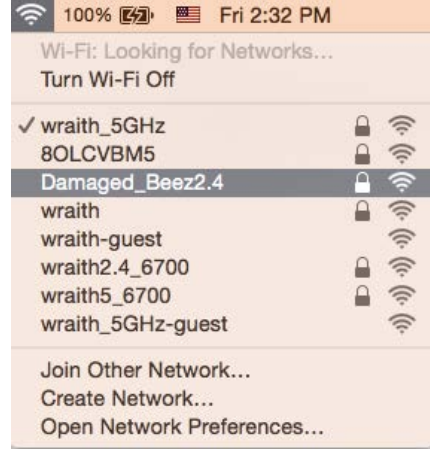 100% Fri 2:32 PM
Wi-Fi: Looking for Networks...
Turn Wi-Fi Off
✓ wraith_5GHz
8OLCVBM5
Damaged_Beez2.4
wraith
wraith-guest
wraith2.4_6700
wraith5_6700
wraith_5GHz-guest
Join Other Network...
Create Network...
Open Network Preferences...